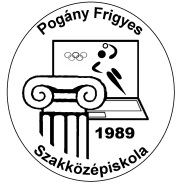 Pogány Frigyes
1989
Szakközépiskola